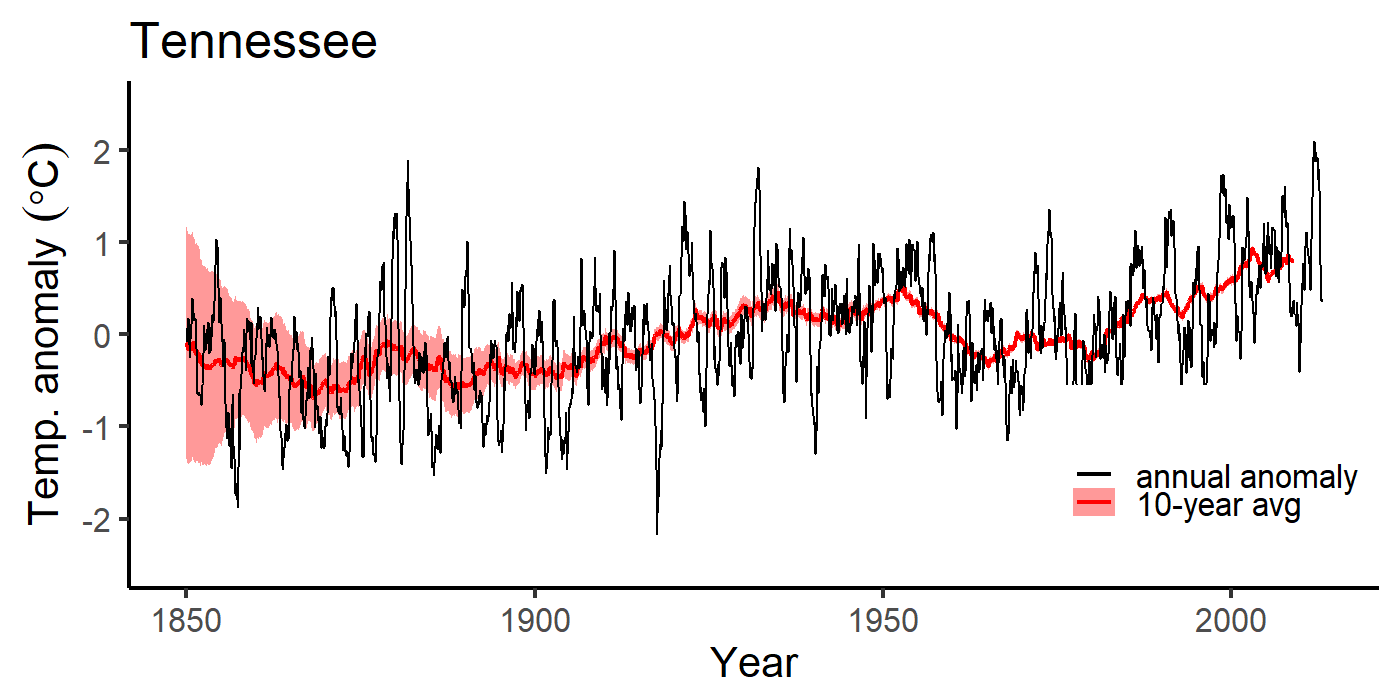 Tennessee
Temp. anomaly (°C)
2
1
0
-1
-2
annual anomaly
10-year avg
1850 1900 1950 2000
Year